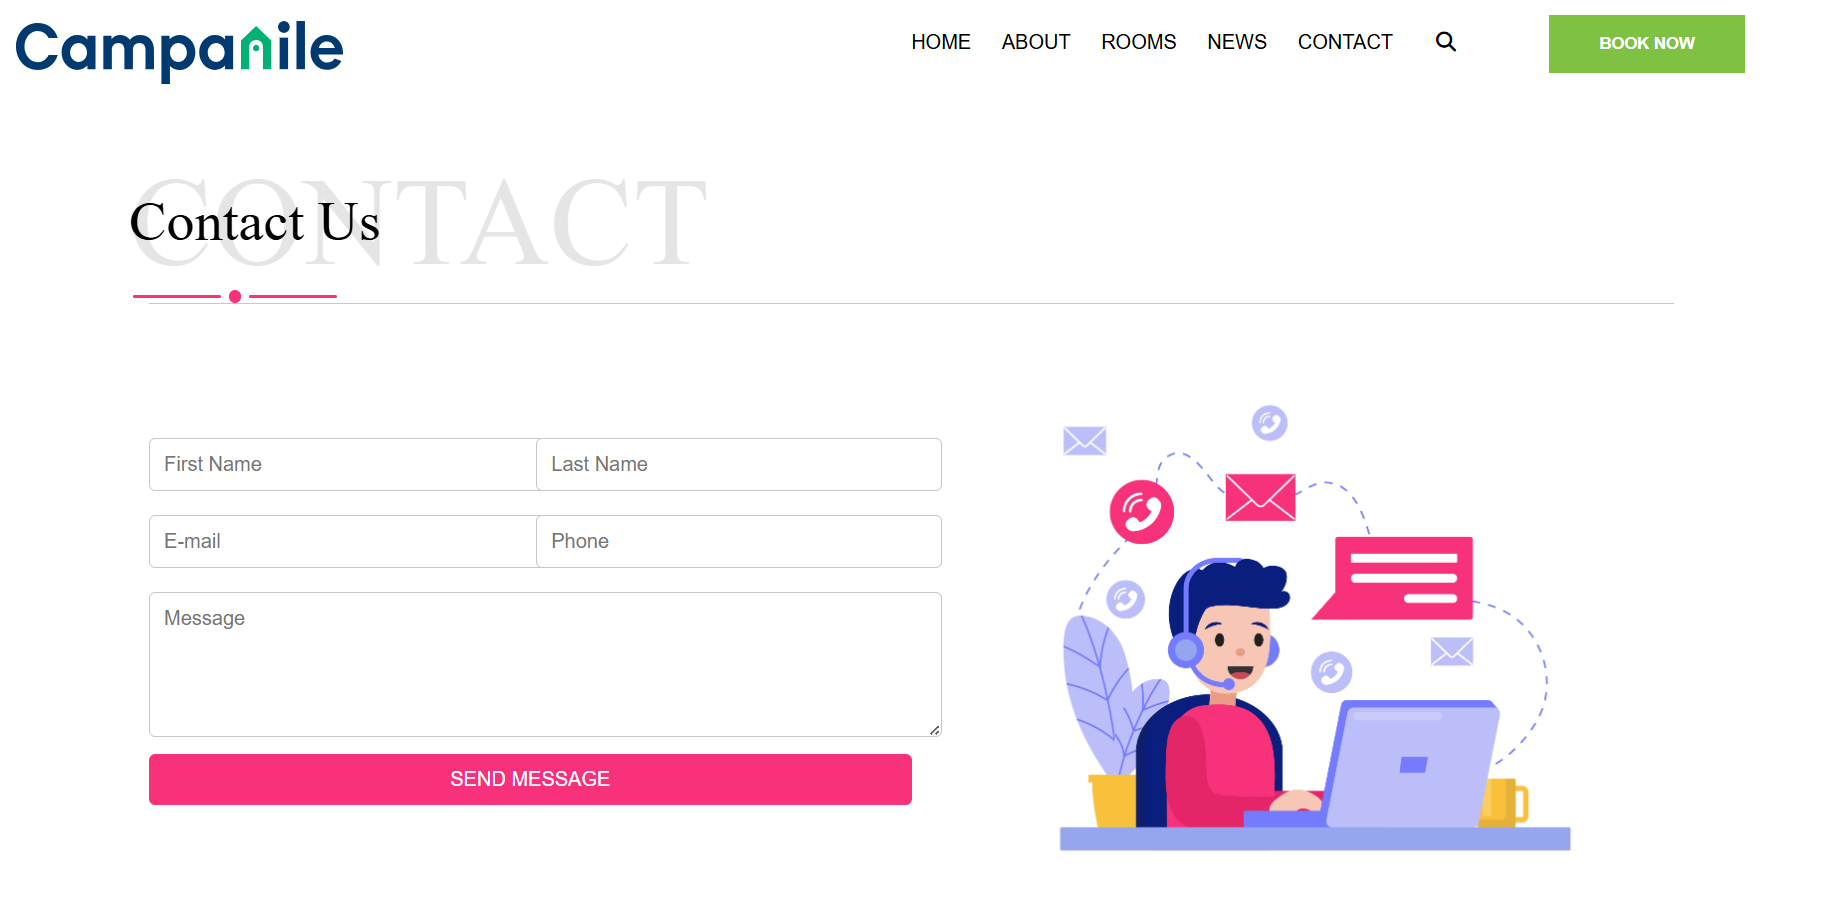 Campanile
HOME ABOUT ROOMS NEWS CONTACT BOOK NOW
CONTACT
Contact Us
First Name Last Name
E-mail Phone
Message
SEND MESSAGE